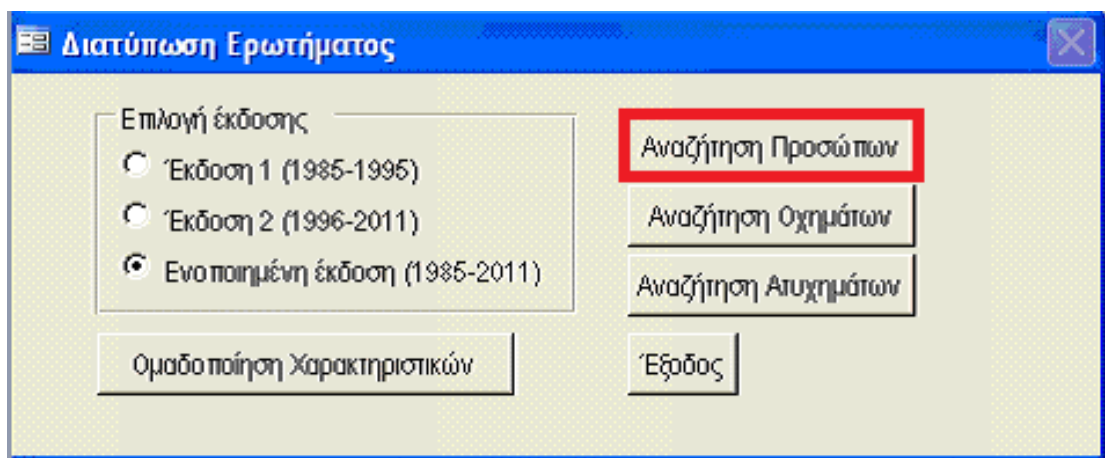 Διατύπωση Ερωτήματος
Επιλογή έκδοσης
Έκδοση 1 (1985-1995)
Έκδοση 2 (1996-2011)
Ενοποιημένη έκδοση (1985-2011)
Αναζήτηση Προσώπων
Αναζήτηση Οχημάτων
Αναζήτηση Ατυχημάτων
Ομαδοποίηση Χαρακτηριστικών
Έξοδος